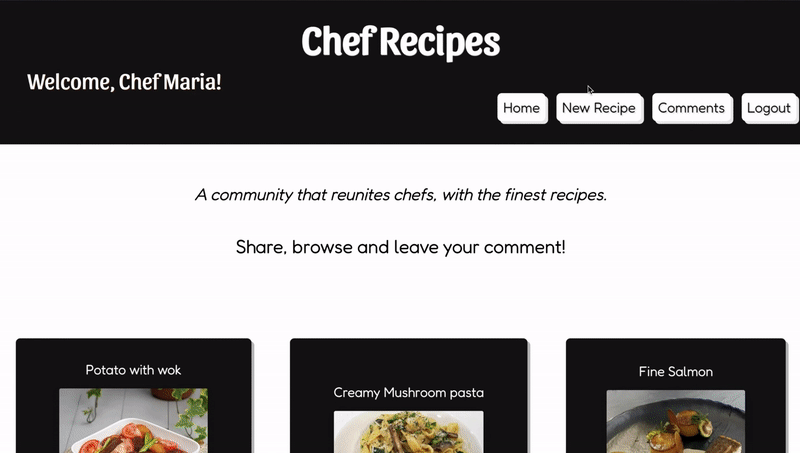 Chef Recipes
Welcome, Chef Maria!
Home New Recipe Comments Logout
A community that reunites chefs, with the finest recipes.
Share, browse and leave your comment!
Potato with wok
Creamy Mushroom pasta
Fine Salmon